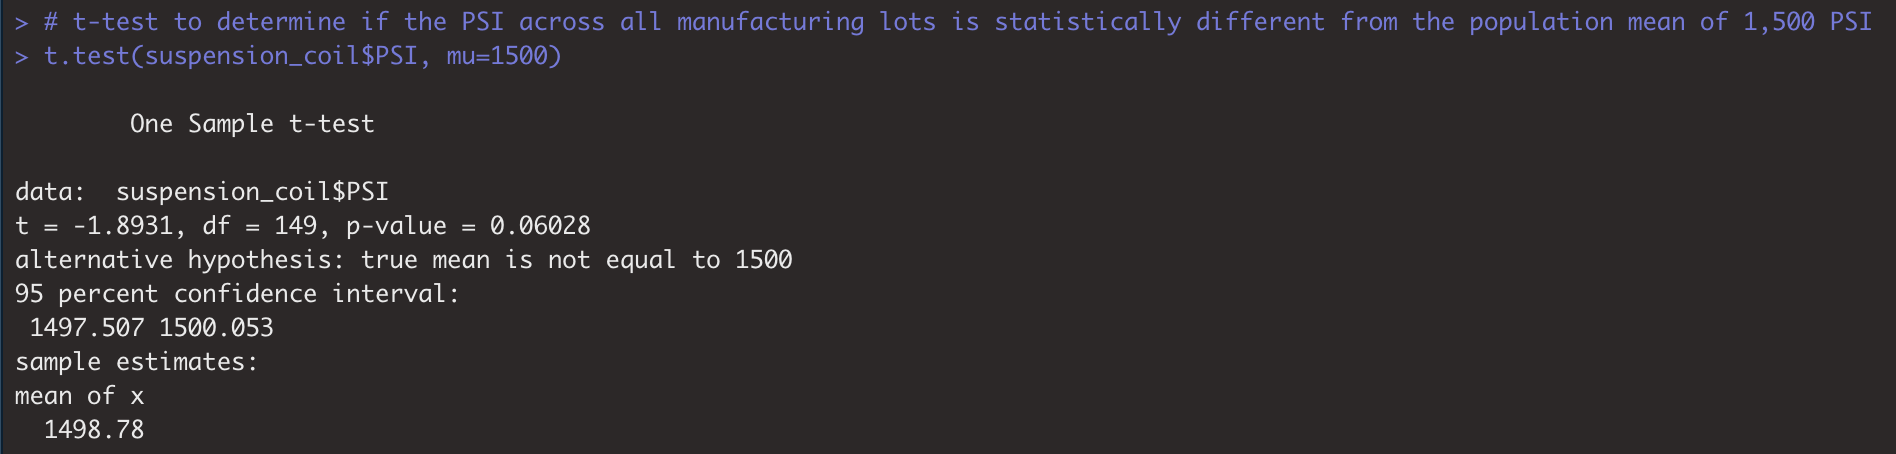 > # t-test to determine if the PSI across all manufacturing lots is statistically different from the population mean of 1,500 PSI
> t.test(suspension_coil$PSI, mu=1500)
One Sample t-test
data:  suspension_coil$PSI
t = -1.8931, df = 149, p-value = 0.06028
alternative hypothesis: true mean is not equal to 1500
95 percent confidence interval:
1497.507 1500.053
sample estimates:
mean of x
1498.78